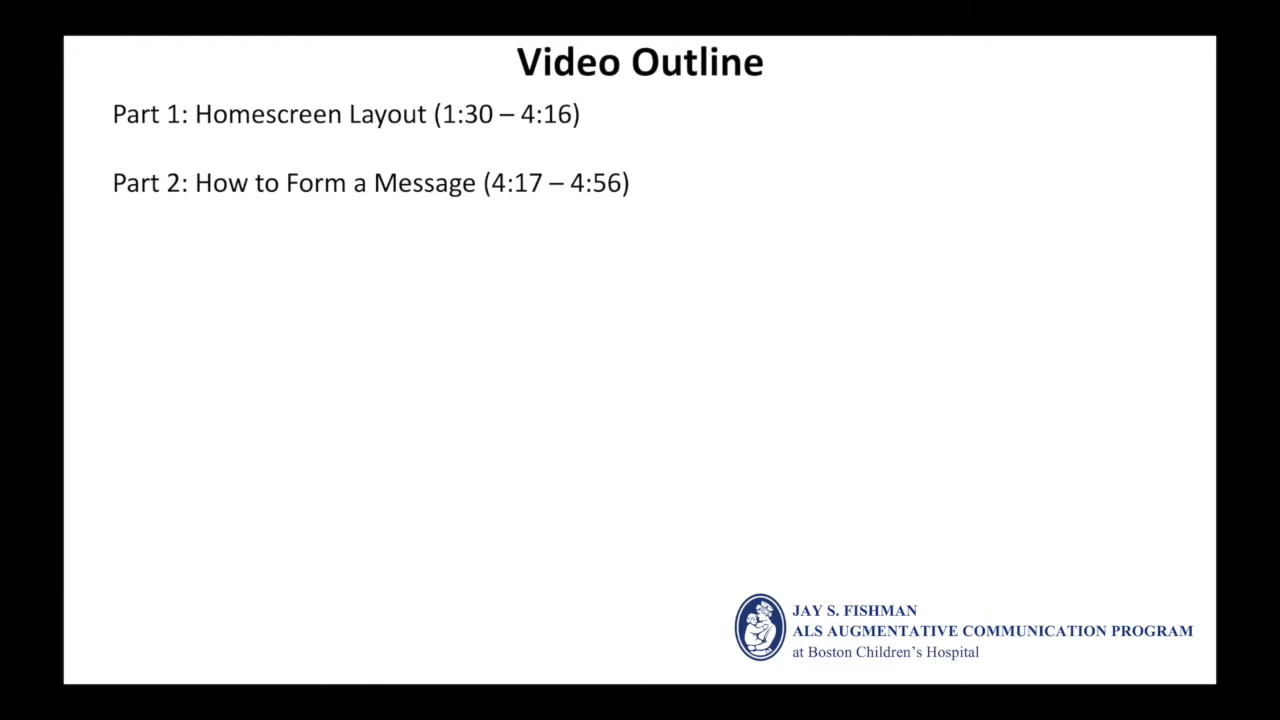 Video Outline
Part 1: Homescreen Layout (1:30 – 4:16)
Part 2: How to Form a Message (4:17 – 4:56)
JAY S. FISHMAN
ALS AUGMENTATIVE COMMUNICATION PROGRAM
at Boston Children’s Hospital